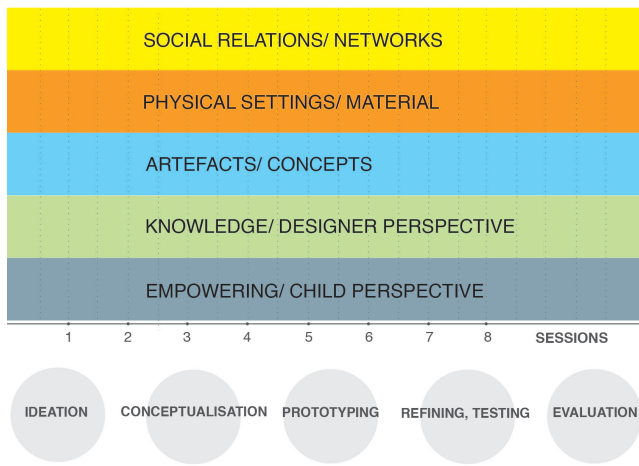 SOCIAL RELATIONS/ NETWORKS
PHYSICAL SETTINGS/ MATERIAL
ARTEFACTS/ CONCEPTS
KNOWLEDGE/ DESIGNER PERSPECTIVE
EMPOWERING/ CHILD PERSPECTIVE
1 2 3 4 5 6 7 8 SESSIONS
IDEATION CONCEPTUALISATION PROTOTYPING REFINING, TESTING EVALUATION